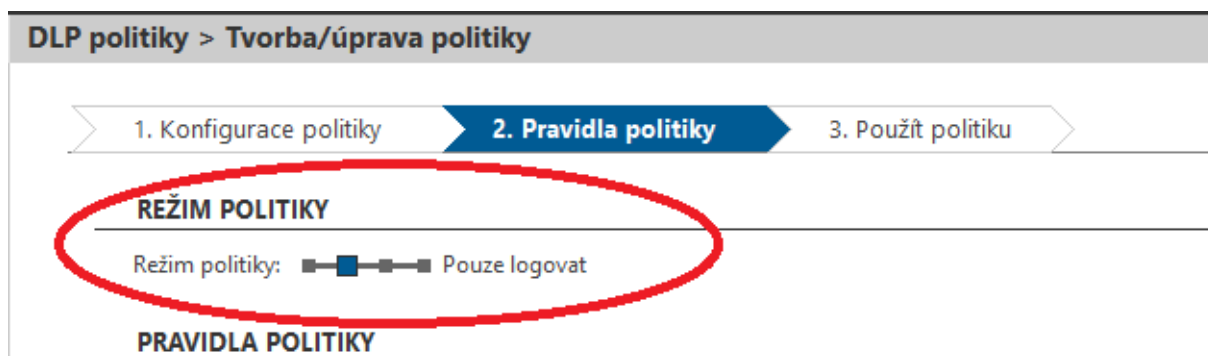 DLP politiky > Tvorba/úprava politiky
1. Konfigurace politiky 2. Pravidla politiky 3. Použít politiku
REŽIM POLITIKY
Režim politiky: Pouze logovat
PRAVIDLA POLITIKY